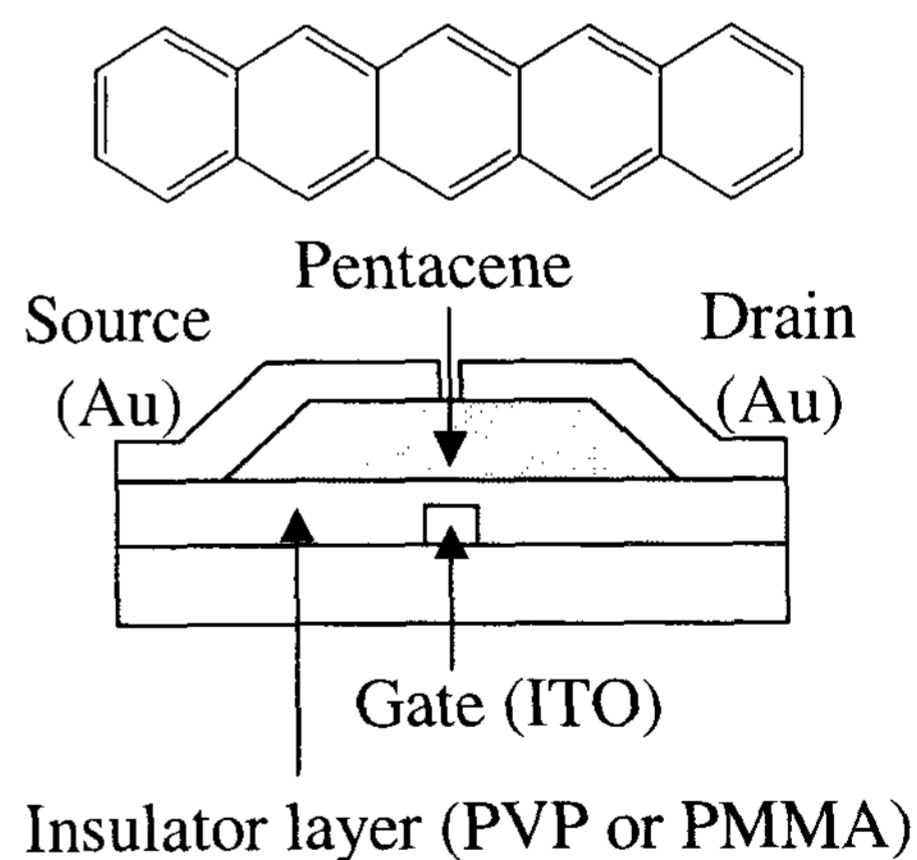 Pentacene
Source
(Au)
Drain
(Au)
Gate (ITO)
Insulator layer (PVP or PMMA)